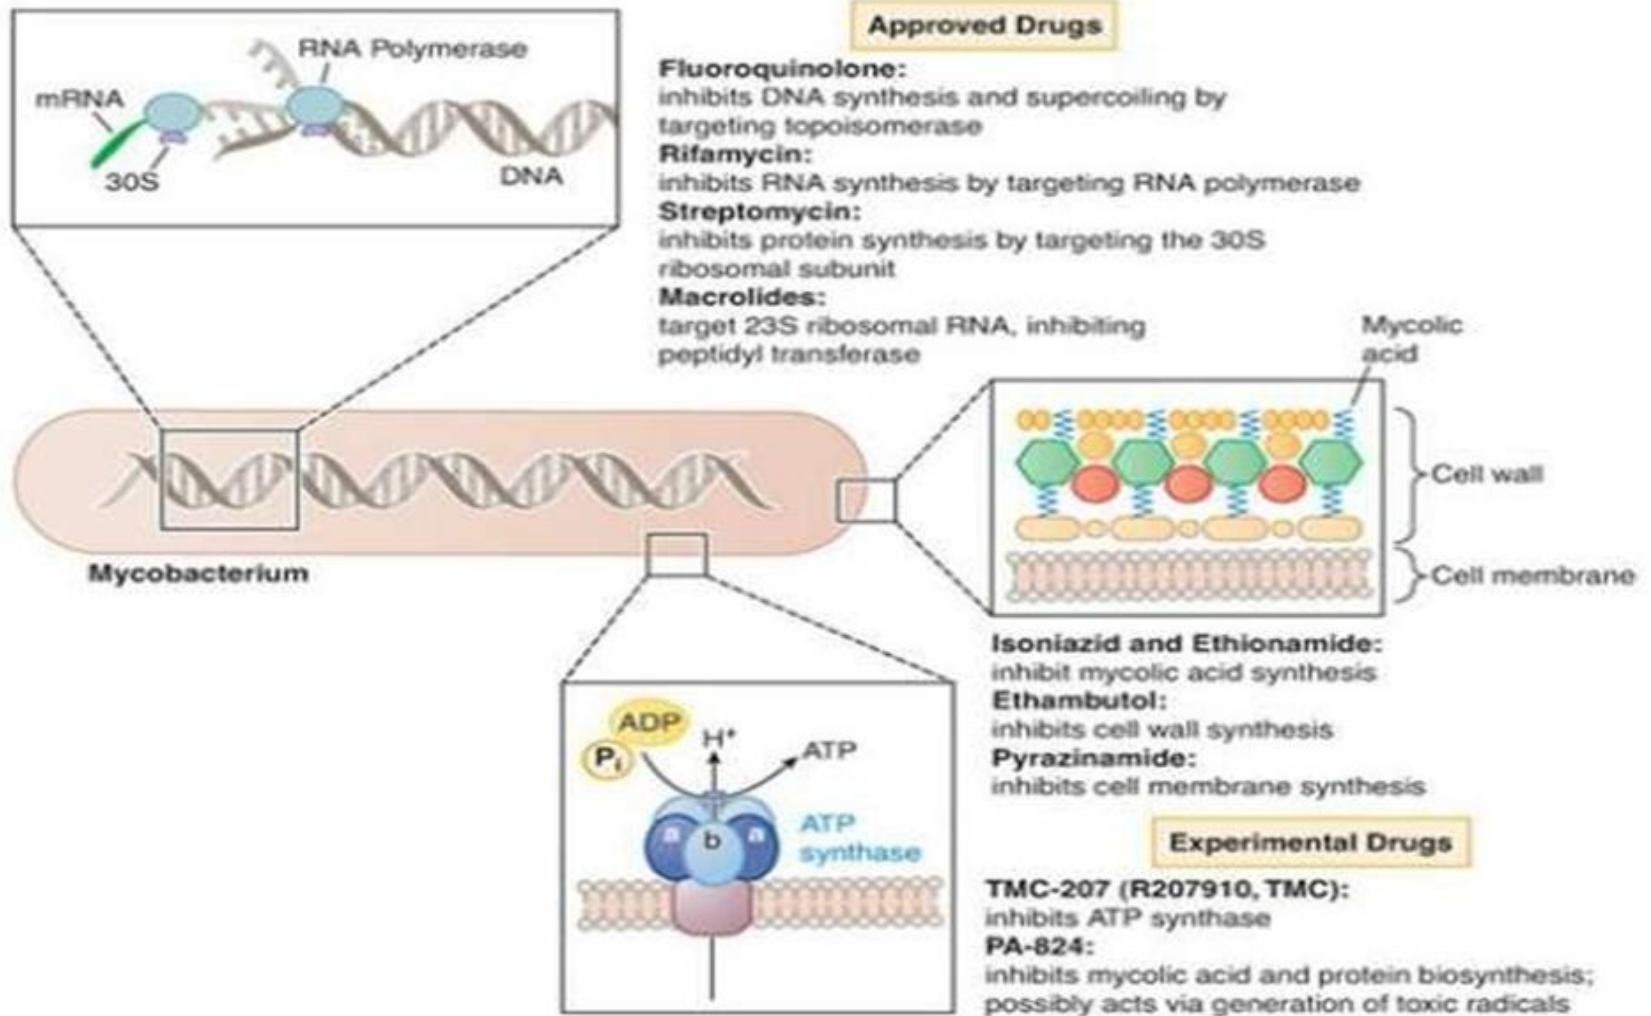 RNA Polymerase
mRNA
30S
DNA
Approved Drugs
Fluoroquinolone:
inhibits DNA synthesis and supercoiling by
targeting topoisomerase
Rifamycin:
inhibits RNA synthesis by targeting RNA polymerase
Streptomycin:
inhibits protein synthesis by targeting the 30S
ribosomal subunit
Macrolides:
target 23S ribosomal RNA, inhibiting
peptidyl transferase
Mycolic
acid
Cell wall
Cell membrane
Mycobacterium
Isoniazid and Ethionamide:
inhibit mycolic acid synthesis
Ethambutol:
inhibits cell wall synthesis
Pyrazinamide:
inhibits cell membrane synthesis
ADP
Pi
H+
ATP
a
b
a
ATP
synthase
Experimental Drugs
TMC-207 (R207910, TMC):
inhibits ATP synthase
PA-824:
inhibits mycolic acid and protein biosynthesis;
possibly acts via generation of toxic radicals